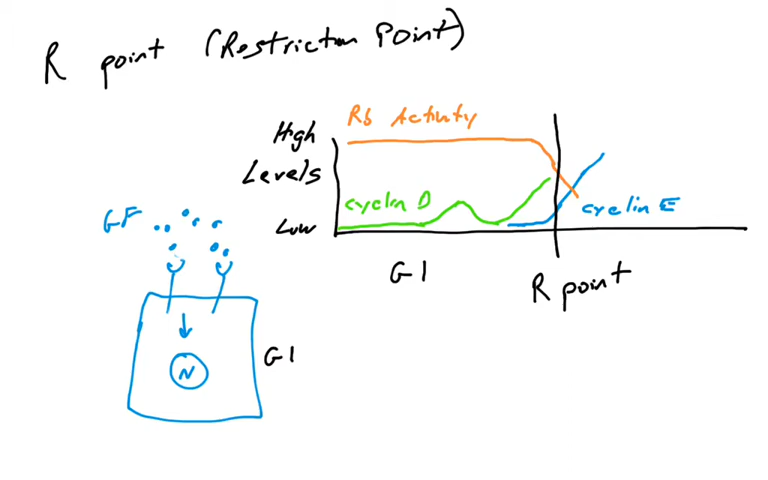 R point (Restriction Point)
Rb Activity
High
Levels
cyclin D
Low
cyclin E
G1
R point
GF
N
G1